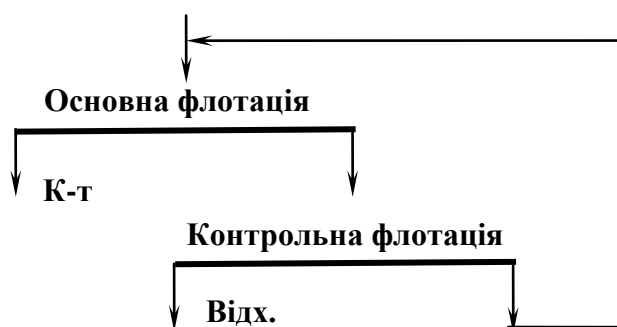 Основна флотація
К-т
Контрольна флотація
Відх.